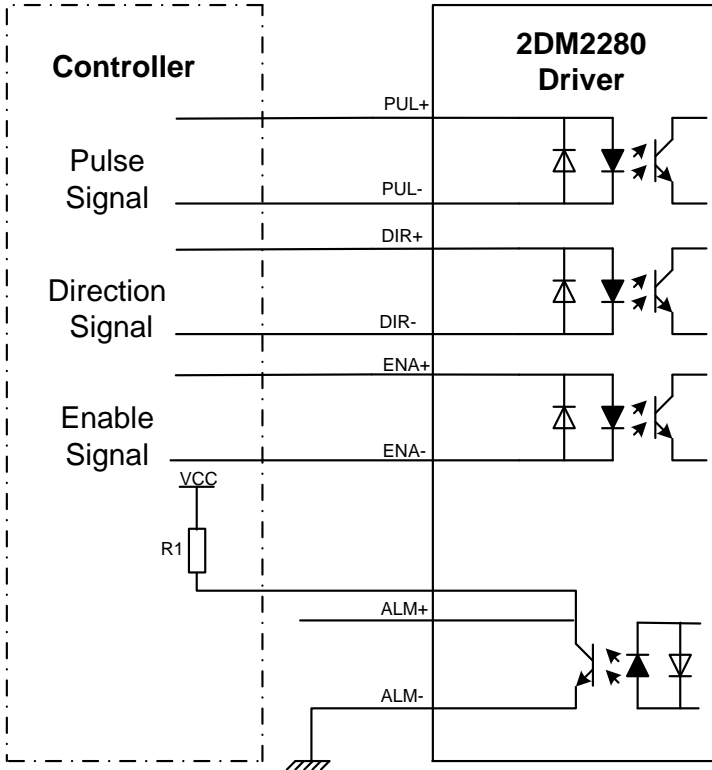 Controller
2DM2280
Driver
PUL+
Pulse
Signal
PUL-
DIR+
Direction
Signal
DIR-
ENA+
Enable
Signal
ENA-
VCC
R1
ALM+
ALM-